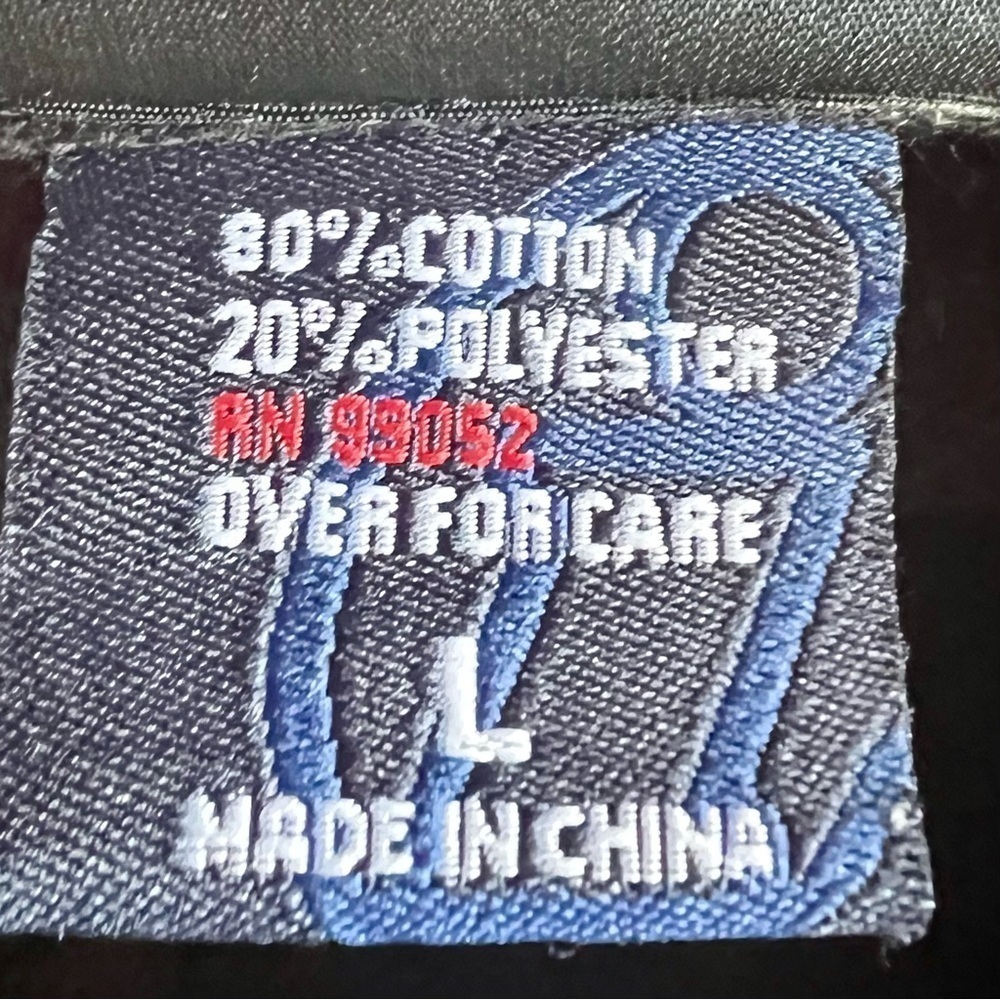 80%COTTON
20%POLYESTER
RN 99052
OVER FOR CARE
L
MADE IN CHINA